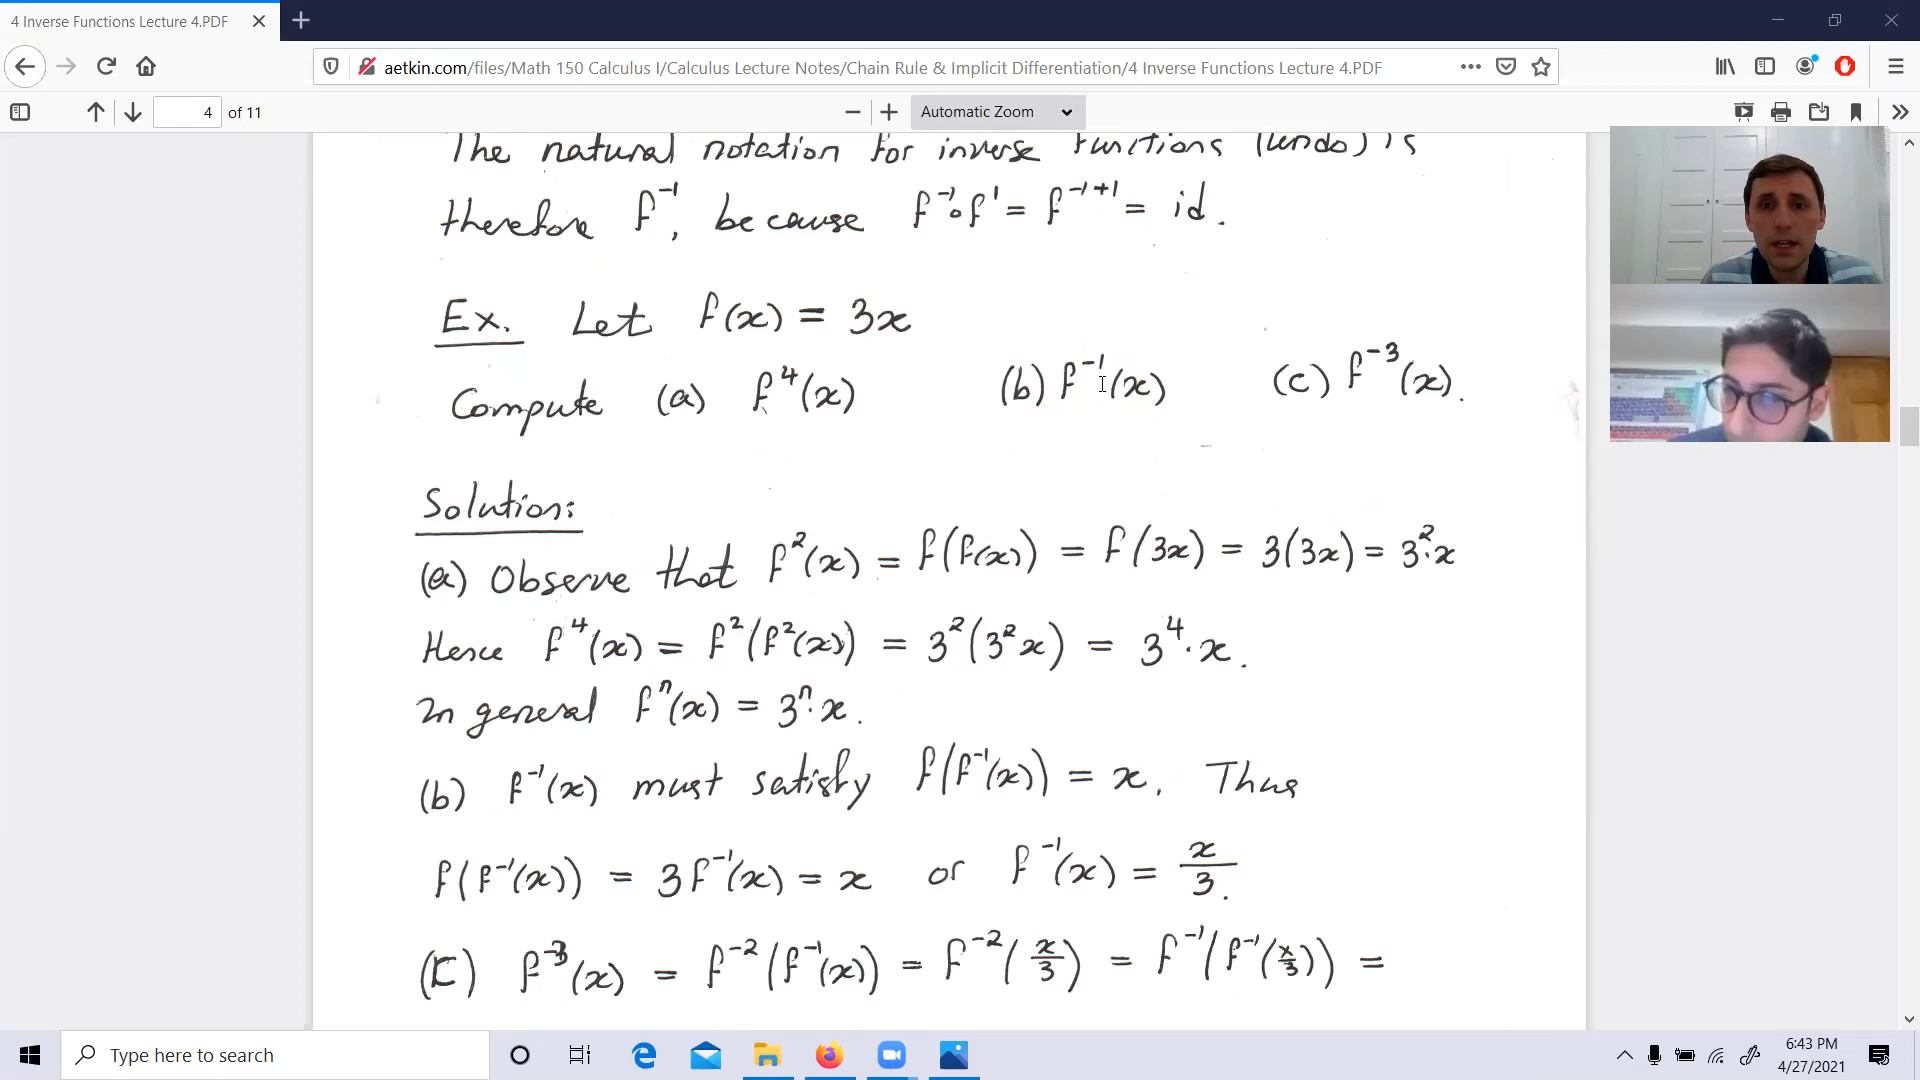 4 Inverse Functions Lecture 4.PDF
aetkin.com/files/Math 150 Calculus I/Calculus Lecture Notes/Chain Rule & Implicit Differentiation/4 Inverse Functions Lecture 4.PDF
4 of 11
Automatic Zoom
The natural notation for inverse functions (undo) is
therefore f⁻¹, because f⁻¹∘f¹ = f⁻¹⁺¹ = id.
Ex. Let f(x) = 3x
Compute (a) f⁴(x) (b) f⁻¹(x) (c) f⁻³(x).
Solution:
(a) Observe that f²(x) = f(f(x)) = f(3x) = 3(3x) = 3²·x
Hence f⁴(x) = f²(f²(x)) = 3²(3²x) = 3⁴·x.
In general fⁿ(x) = 3ⁿ·x.
(b) f⁻¹(x) must satisfy f(f⁻¹(x)) = x. Thus
f(f⁻¹(x)) = 3f⁻¹(x) = x or f⁻¹(x) = x/3.
(C) f⁻³(x) = f⁻²(f⁻¹(x)) = f⁻²(x/3) = f⁻¹(f⁻¹(x/3)) =
Type here to search
6:43 PM
4/27/2021